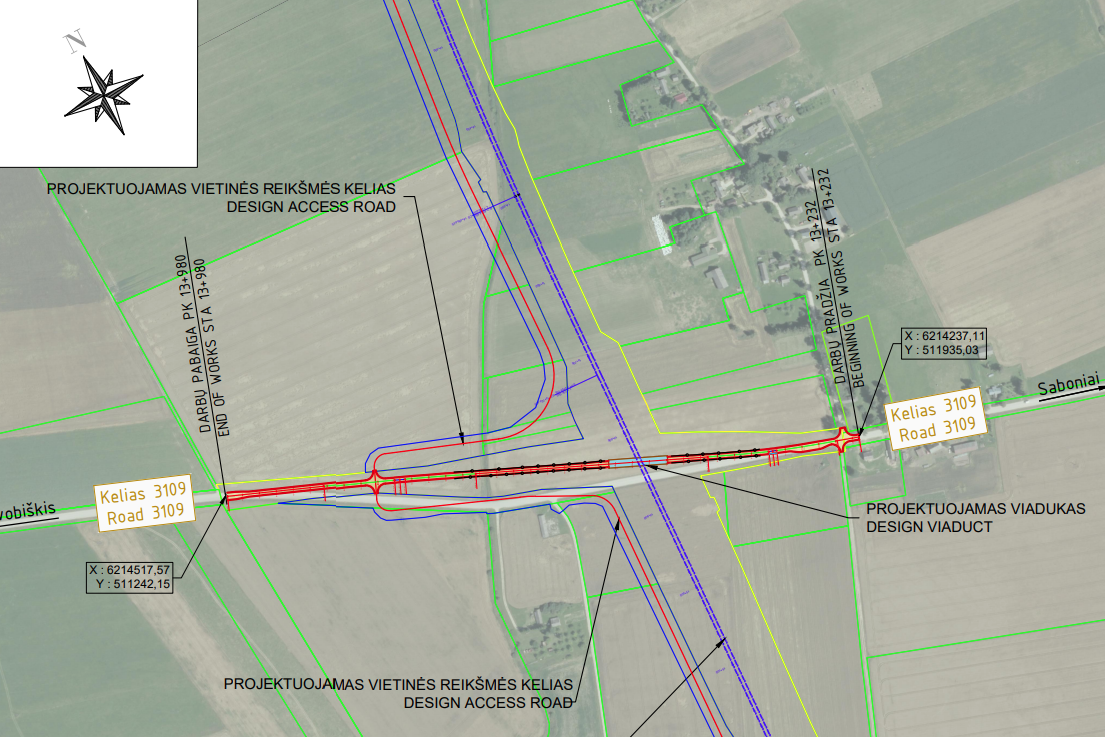 N
PROJEKTUOJAMAS VIETINĖS REIKŠMĖS KELIAS
DESIGN ACCESS ROAD
DARBŲ PABAIGA PK 13+980
END OF WORKS STA 13+980
DARBŲ PRADŽIA PK 13+232
BEGINNING OF WORKS STA 13+232
X : 6214237,11
Y : 511935,03
Saboniai
Kelias 3109
Road 3109
Kelias 3109
Road 3109
vobiškis
PROJEKTUOJAMAS VIADUKAS
DESIGN VIADUCT
X : 6214517,57
Y : 511242,15
PROJEKTUOJAMAS VIETINĖS REIKŠMĖS KELIAS
DESIGN ACCESS ROAD